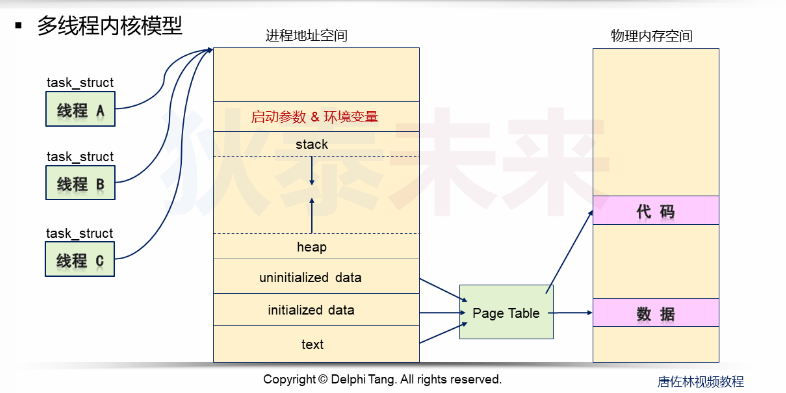 ▪ 多线程内核模型
进程地址空间
物理内存空间
task_struct
线程 A
task_struct
线程 B
task_struct
线程 C
启动参数 & 环境变量
stack
heap
uninitialized data
initialized data
text
Page Table
代 码
数 据
狄泰未来
Copyright © Delphi Tang. All rights reserved.
唐佐林视频教程